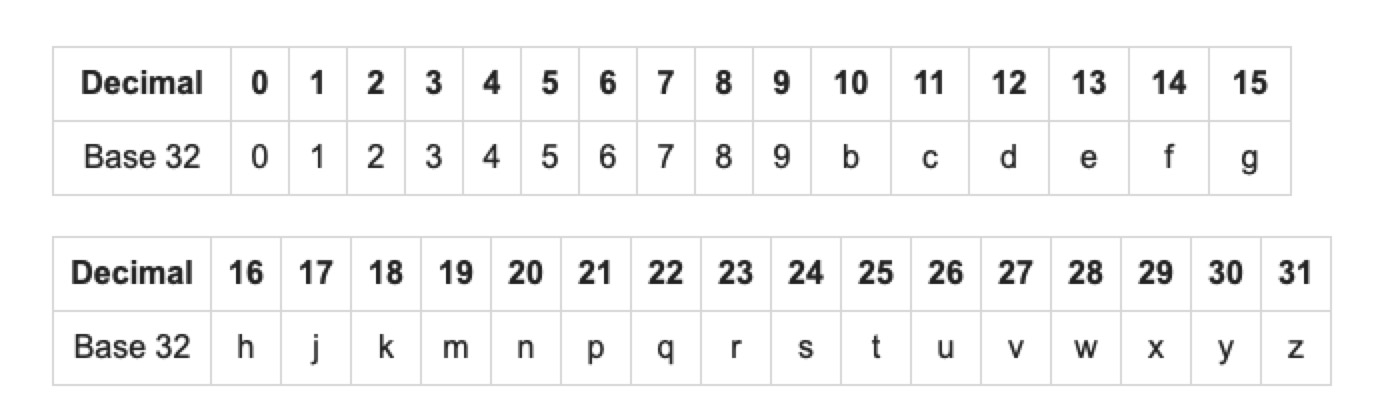 Decimal 0 1 2 3 4 5 6 7 8 9 10 11 12 13 14 15
Base 32 0 1 2 3 4 5 6 7 8 9 b c d e f g
Decimal 16 17 18 19 20 21 22 23 24 25 26 27 28 29 30 31
Base 32 h j k m n p q r s t u v w x y z